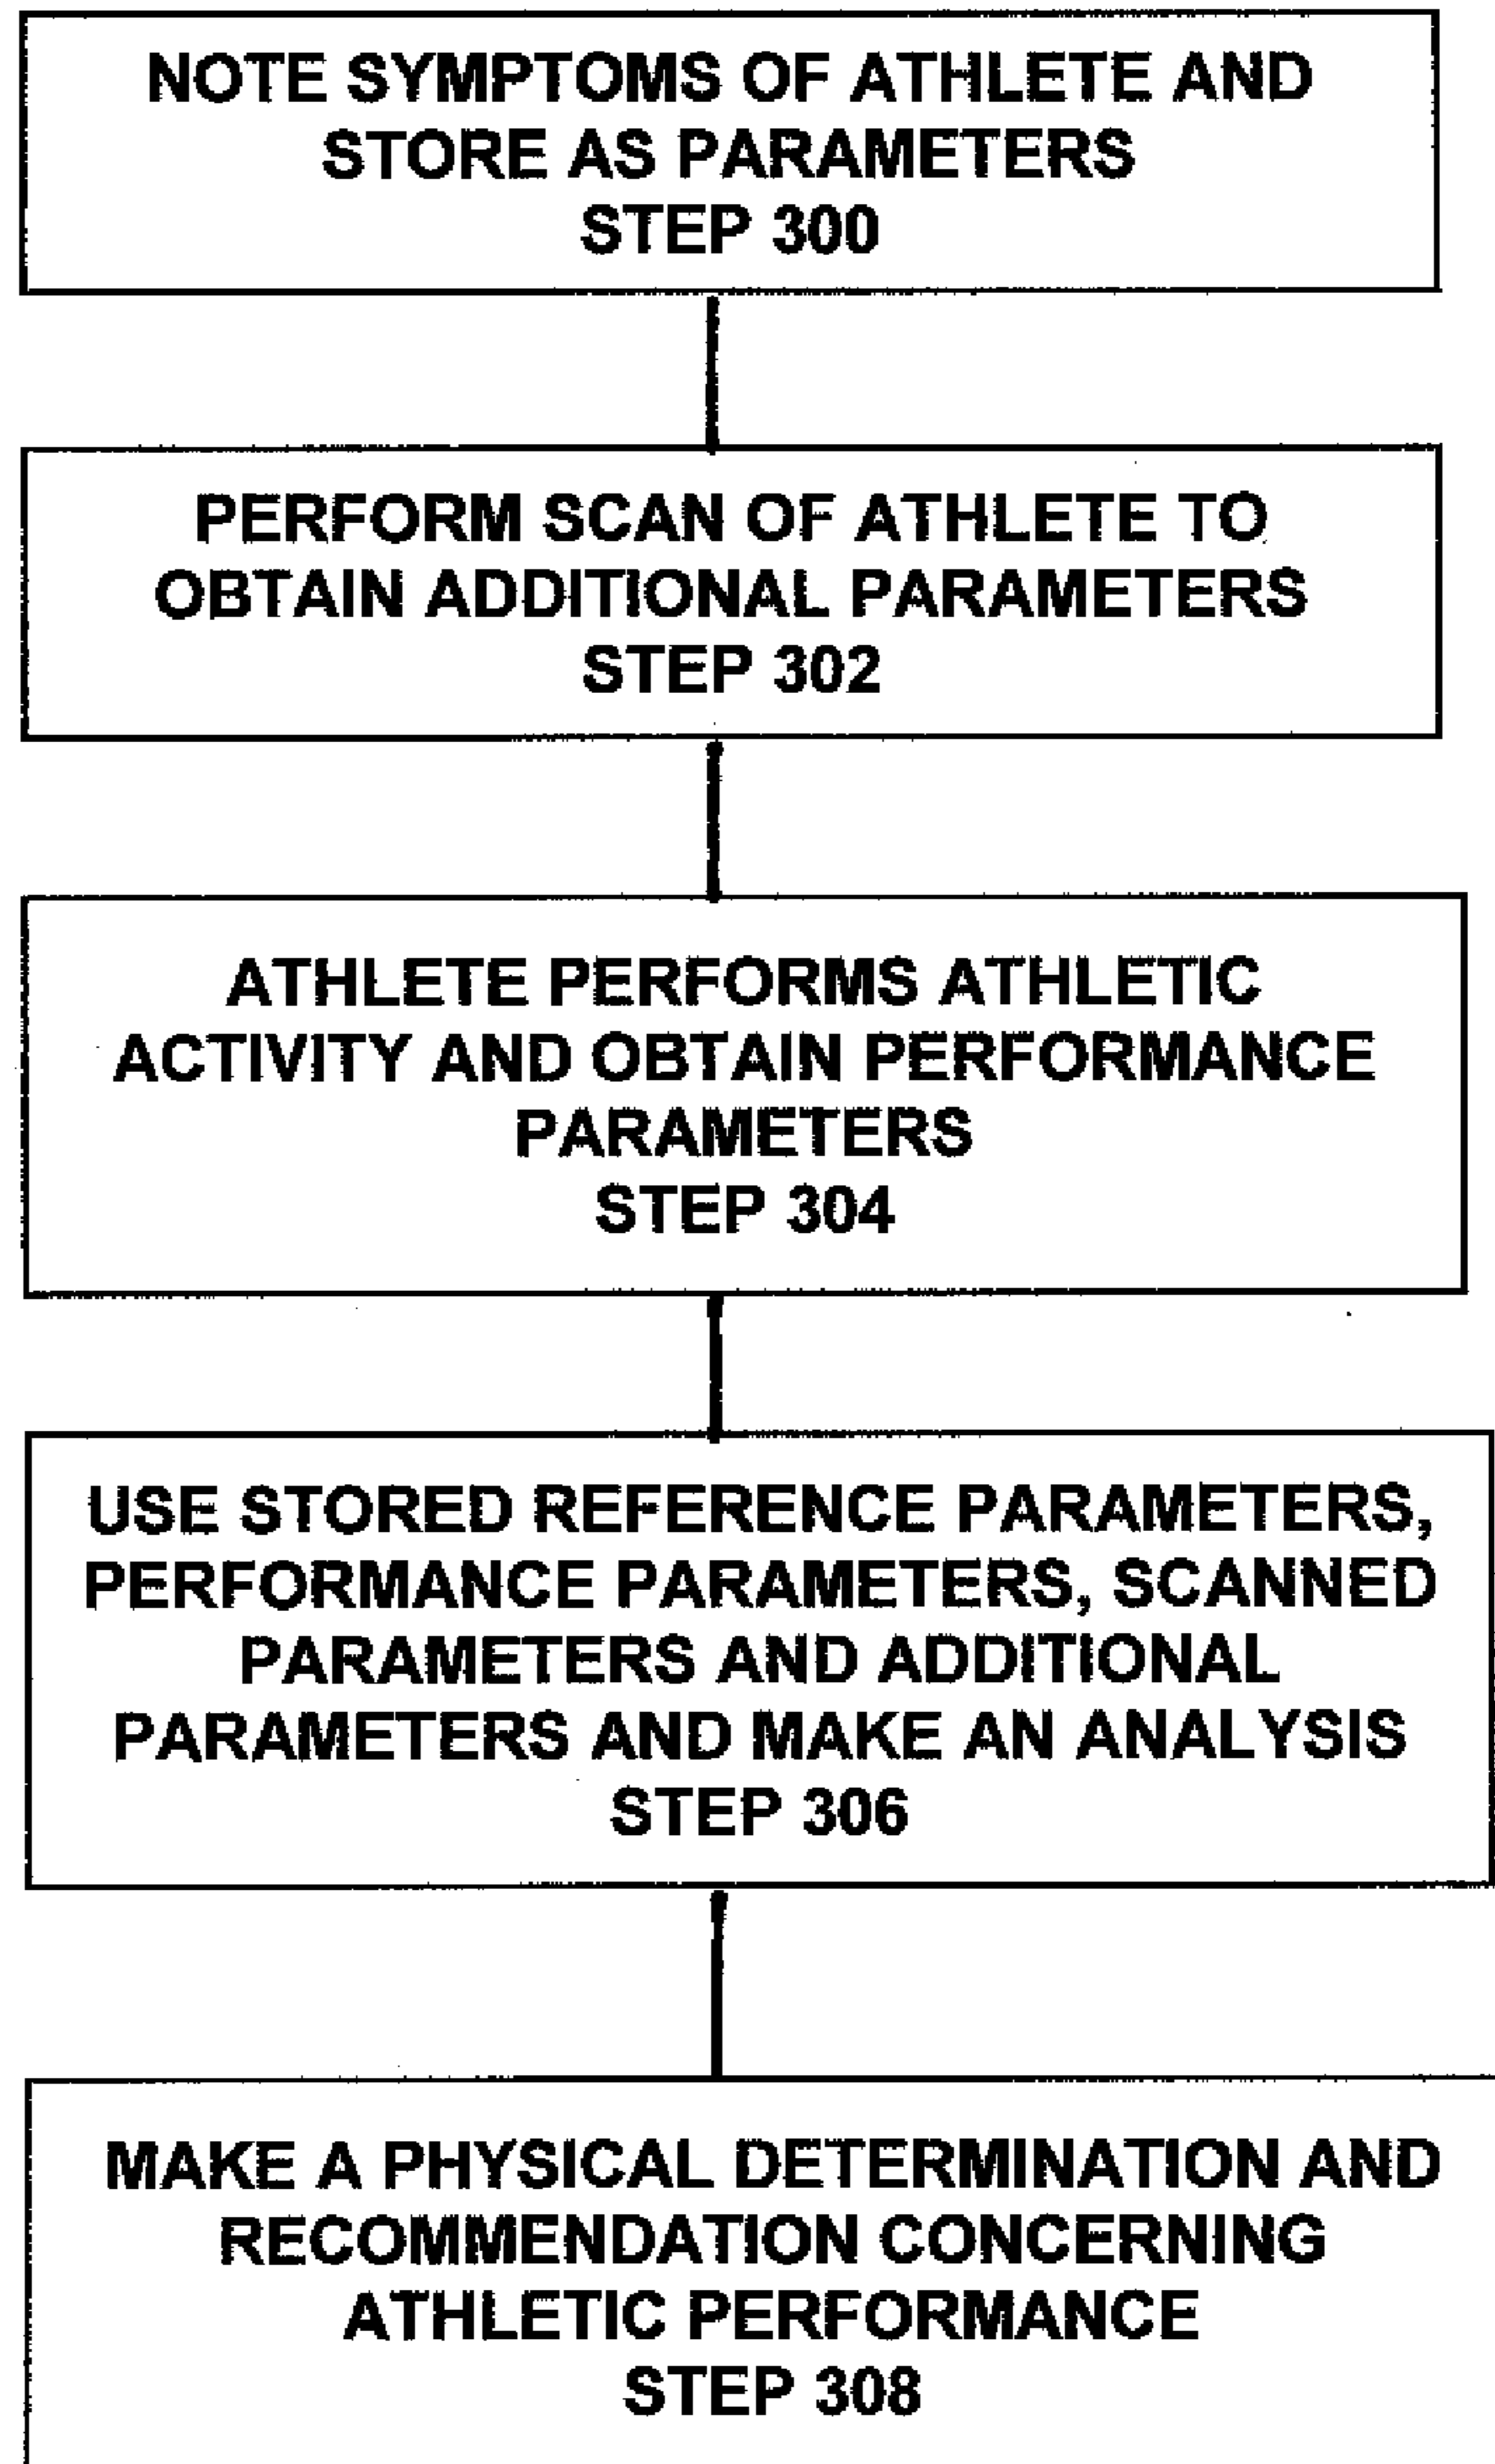 NOTE SYMPTOMS OF ATHLETE AND
STORE AS PARAMETERS
STEP 300
PERFORM SCAN OF ATHLETE TO
OBTAIN ADDITIONAL PARAMETERS
STEP 302
ATHLETE PERFORMS ATHLETIC
ACTIVITY AND OBTAIN PERFORMANCE
PARAMETERS
STEP 304
USE STORED REFERENCE PARAMETERS,
PERFORMANCE PARAMETERS, SCANNED
PARAMETERS AND ADDITIONAL
PARAMETERS AND MAKE AN ANALYSIS
STEP 306
MAKE A PHYSICAL DETERMINATION AND
RECOMMENDATION CONCERNING
ATHLETIC PERFORMANCE
STEP 308